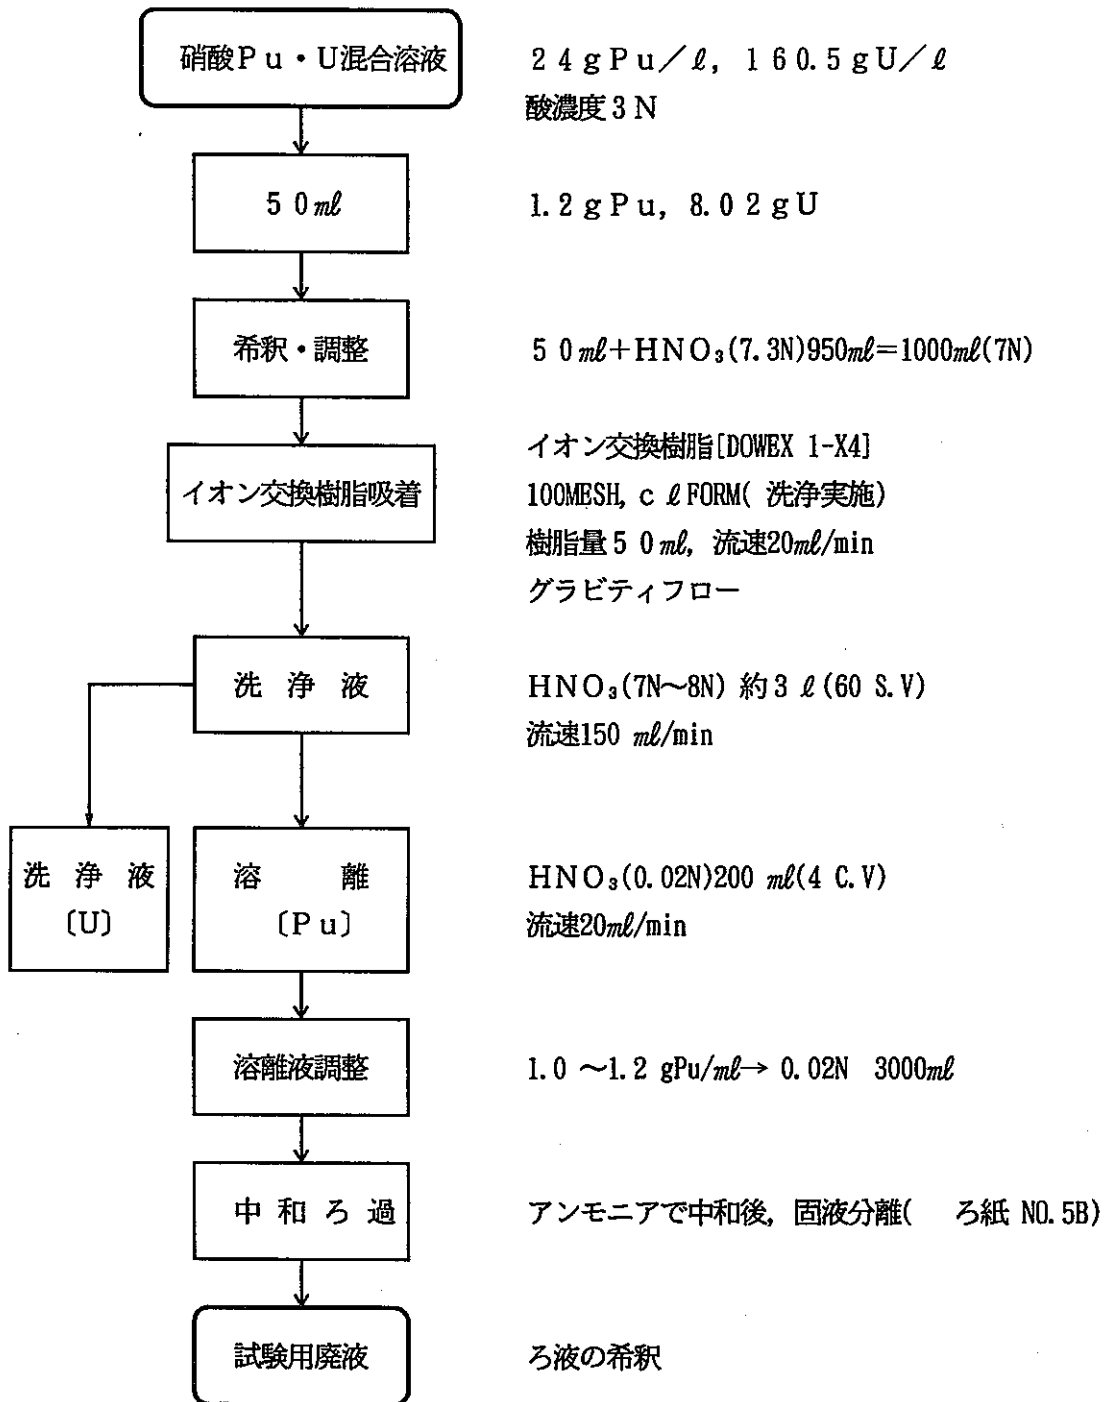 硝酸Pu・U混合溶液
24gPu/ℓ, 160.5gU/ℓ
酸濃度3N
50mℓ
1.2gPu, 8.02gU
希釈・調整
50mℓ+HNO₃(7.3N)950mℓ=1000mℓ(7N)
イオン交換樹脂吸着
イオン交換樹脂[DOWEX 1-X4]
100MESH, cℓFORM( 洗浄実施)
樹脂量50mℓ, 流速20mℓ/min
グラビティフロー
洗 浄 液
HNO₃(7N~8N) 約3 ℓ(60 S.V)
流速150 mℓ/min
洗 浄 液
〔U〕
溶 離
〔Pu〕
HNO₃(0.02N)200 mℓ(4 C.V)
流速20mℓ/min
溶離液調整
1.0 ~1.2 gPu/mℓ→ 0.02N 3000mℓ
中 和 ろ 過
アンモニアで中和後, 固液分離( ろ紙 NO.5B)
試験用廃液
ろ液の希釈